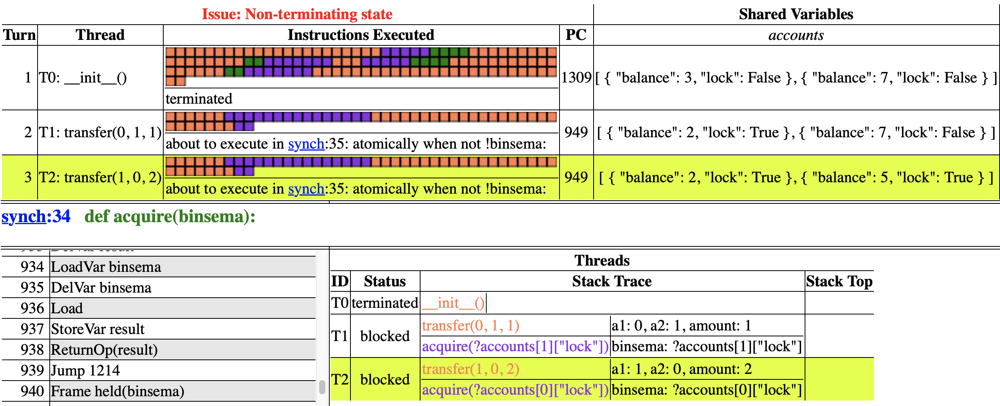 Issue: Non-terminating state Shared Variables
Turn Thread Instructions Executed PC accounts
1 T0: __init__() 1309 [ { "balance": 3, "lock": False }, { "balance": 7, "lock": False } ]
terminated
2 T1: transfer(0, 1, 1) 949 [ { "balance": 2, "lock": True }, { "balance": 7, "lock": False } ]
about to execute in synch:35: atomically when not !binsema:
3 T2: transfer(1, 0, 2) 949 [ { "balance": 2, "lock": True }, { "balance": 5, "lock": True } ]
about to execute in synch:35: atomically when not !binsema:
synch:34 def acquire(binsema):
934 LoadVar binsema
935 DelVar binsema
936 Load
937 StoreVar result
938 ReturnOp(result)
939 Jump 1214
940 Frame held(binsema)
Threads
ID Status Stack Trace Stack Top
T0 terminated __init__()
T1 blocked transfer(0, 1, 1) a1: 0, a2: 1, amount: 1
acquire(?accounts[1]["lock"]) binsema: ?accounts[1]["lock"]
T2 blocked transfer(1, 0, 2) a1: 1, a2: 0, amount: 2
acquire(?accounts[0]["lock"]) binsema: ?accounts[0]["lock"]